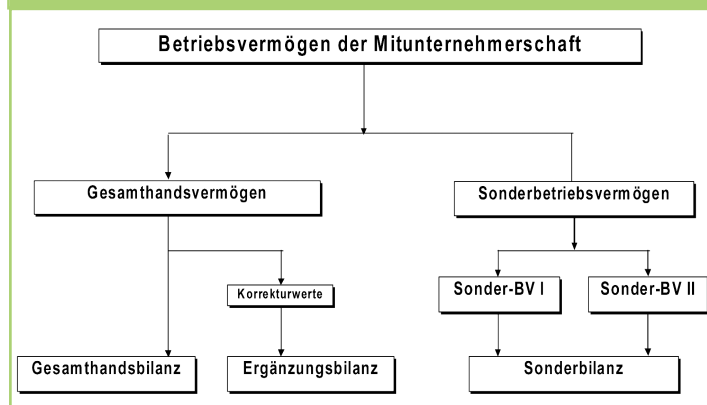 Betriebsvermögen der Mitunternehmerschaft
Gesamthandsvermögen
Sonderbetriebsvermögen
Korrekturwerte
Sonder-BV I
Sonder-BV II
Gesamthandsbilanz
Ergänzungsbilanz
Sonderbilanz